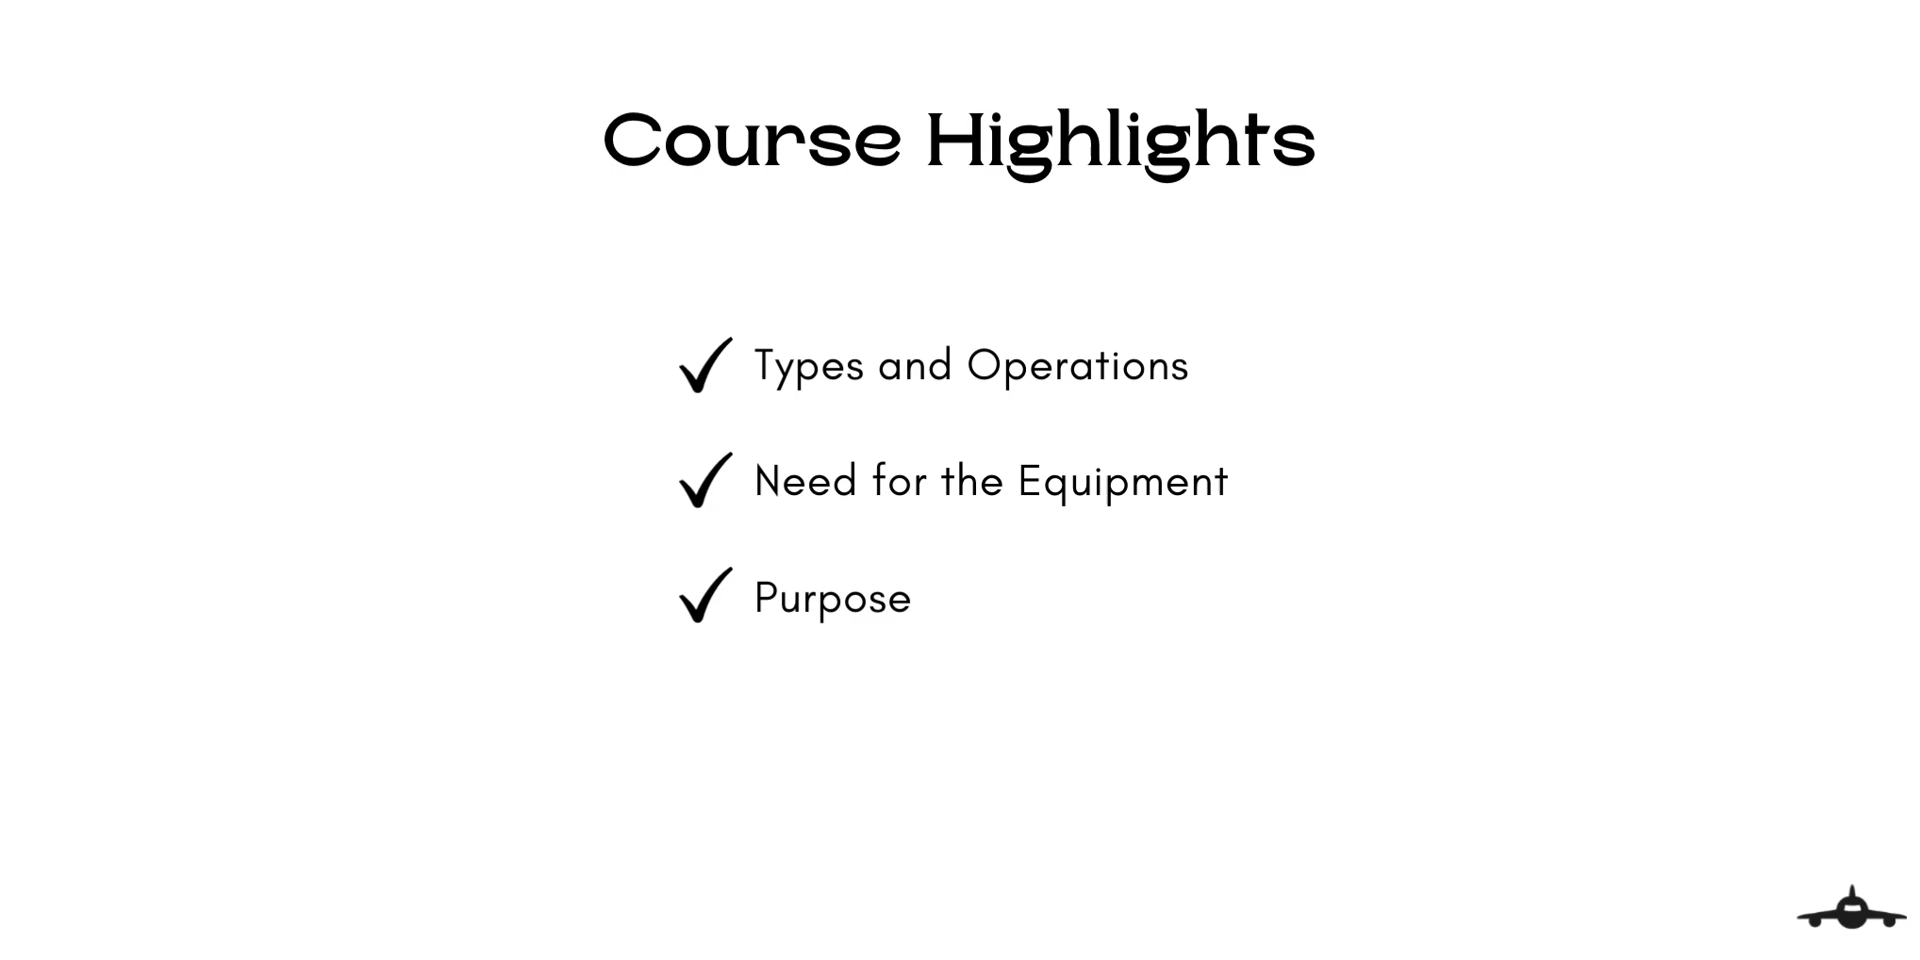 Course Highlights
Types and Operations
Need for the Equipment
Purpose